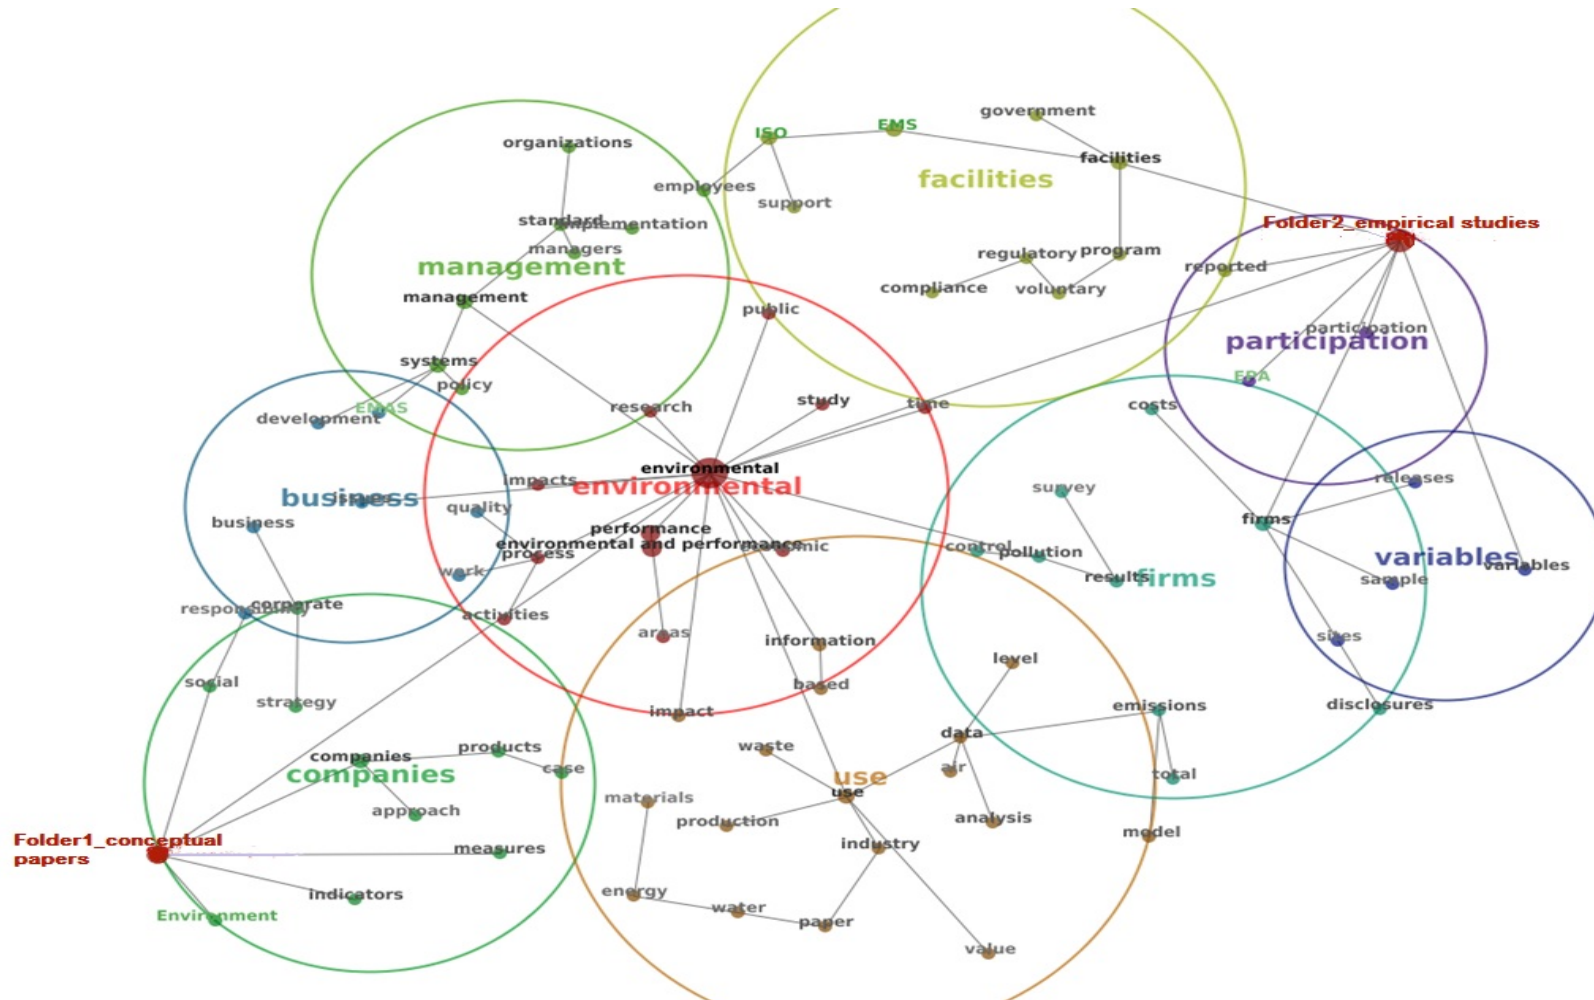 government
ISO
EMS
organizations
facilities
facilities
employees
support
standard
implementation
Folder2_empirical studies
managers
regulatory
program
management
reported
compliance
voluntary
management
public
participation
participation
systems
EPA
policy
study
time
costs
research
EMAS
development
environmental
impacts
environmental
releases
survey
business
issues
quality
business
firms
performance
environmental and performance
economic
control
pollution
process
variables
variables
work
results
firms
sample
responsibility
corporate
activities
areas
information
sites
level
social
based
strategy
impact
emissions
disclosures
data
products
waste
companies
companies
case
air
use
use
total
materials
approach
production
analysis
model
Folder1_conceptual
papers
measures
industry
indicators
energy
water
Environment
paper
value